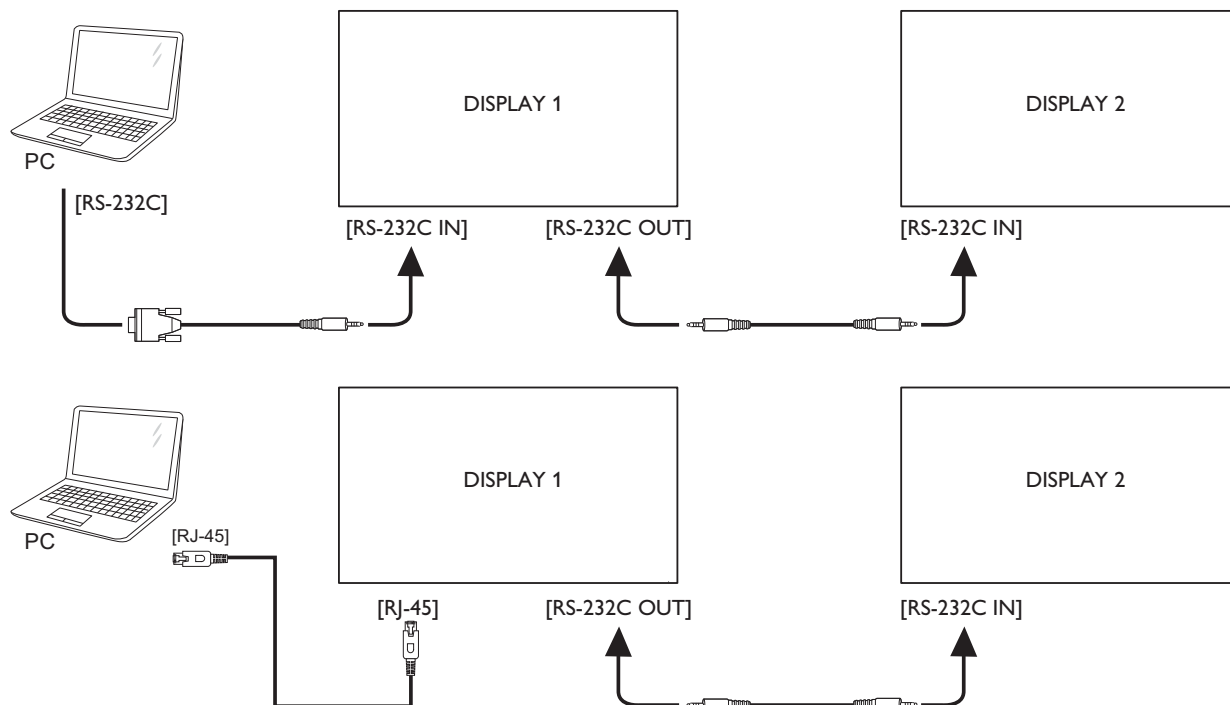 DISPLAY 1
DISPLAY 2
PC
[RS-232C]
[RS-232C IN]
[RS-232C OUT]
[RS-232C IN]
DISPLAY 1
DISPLAY 2
PC
[RJ-45]
[RJ-45]
[RS-232C OUT]
[RS-232C IN]